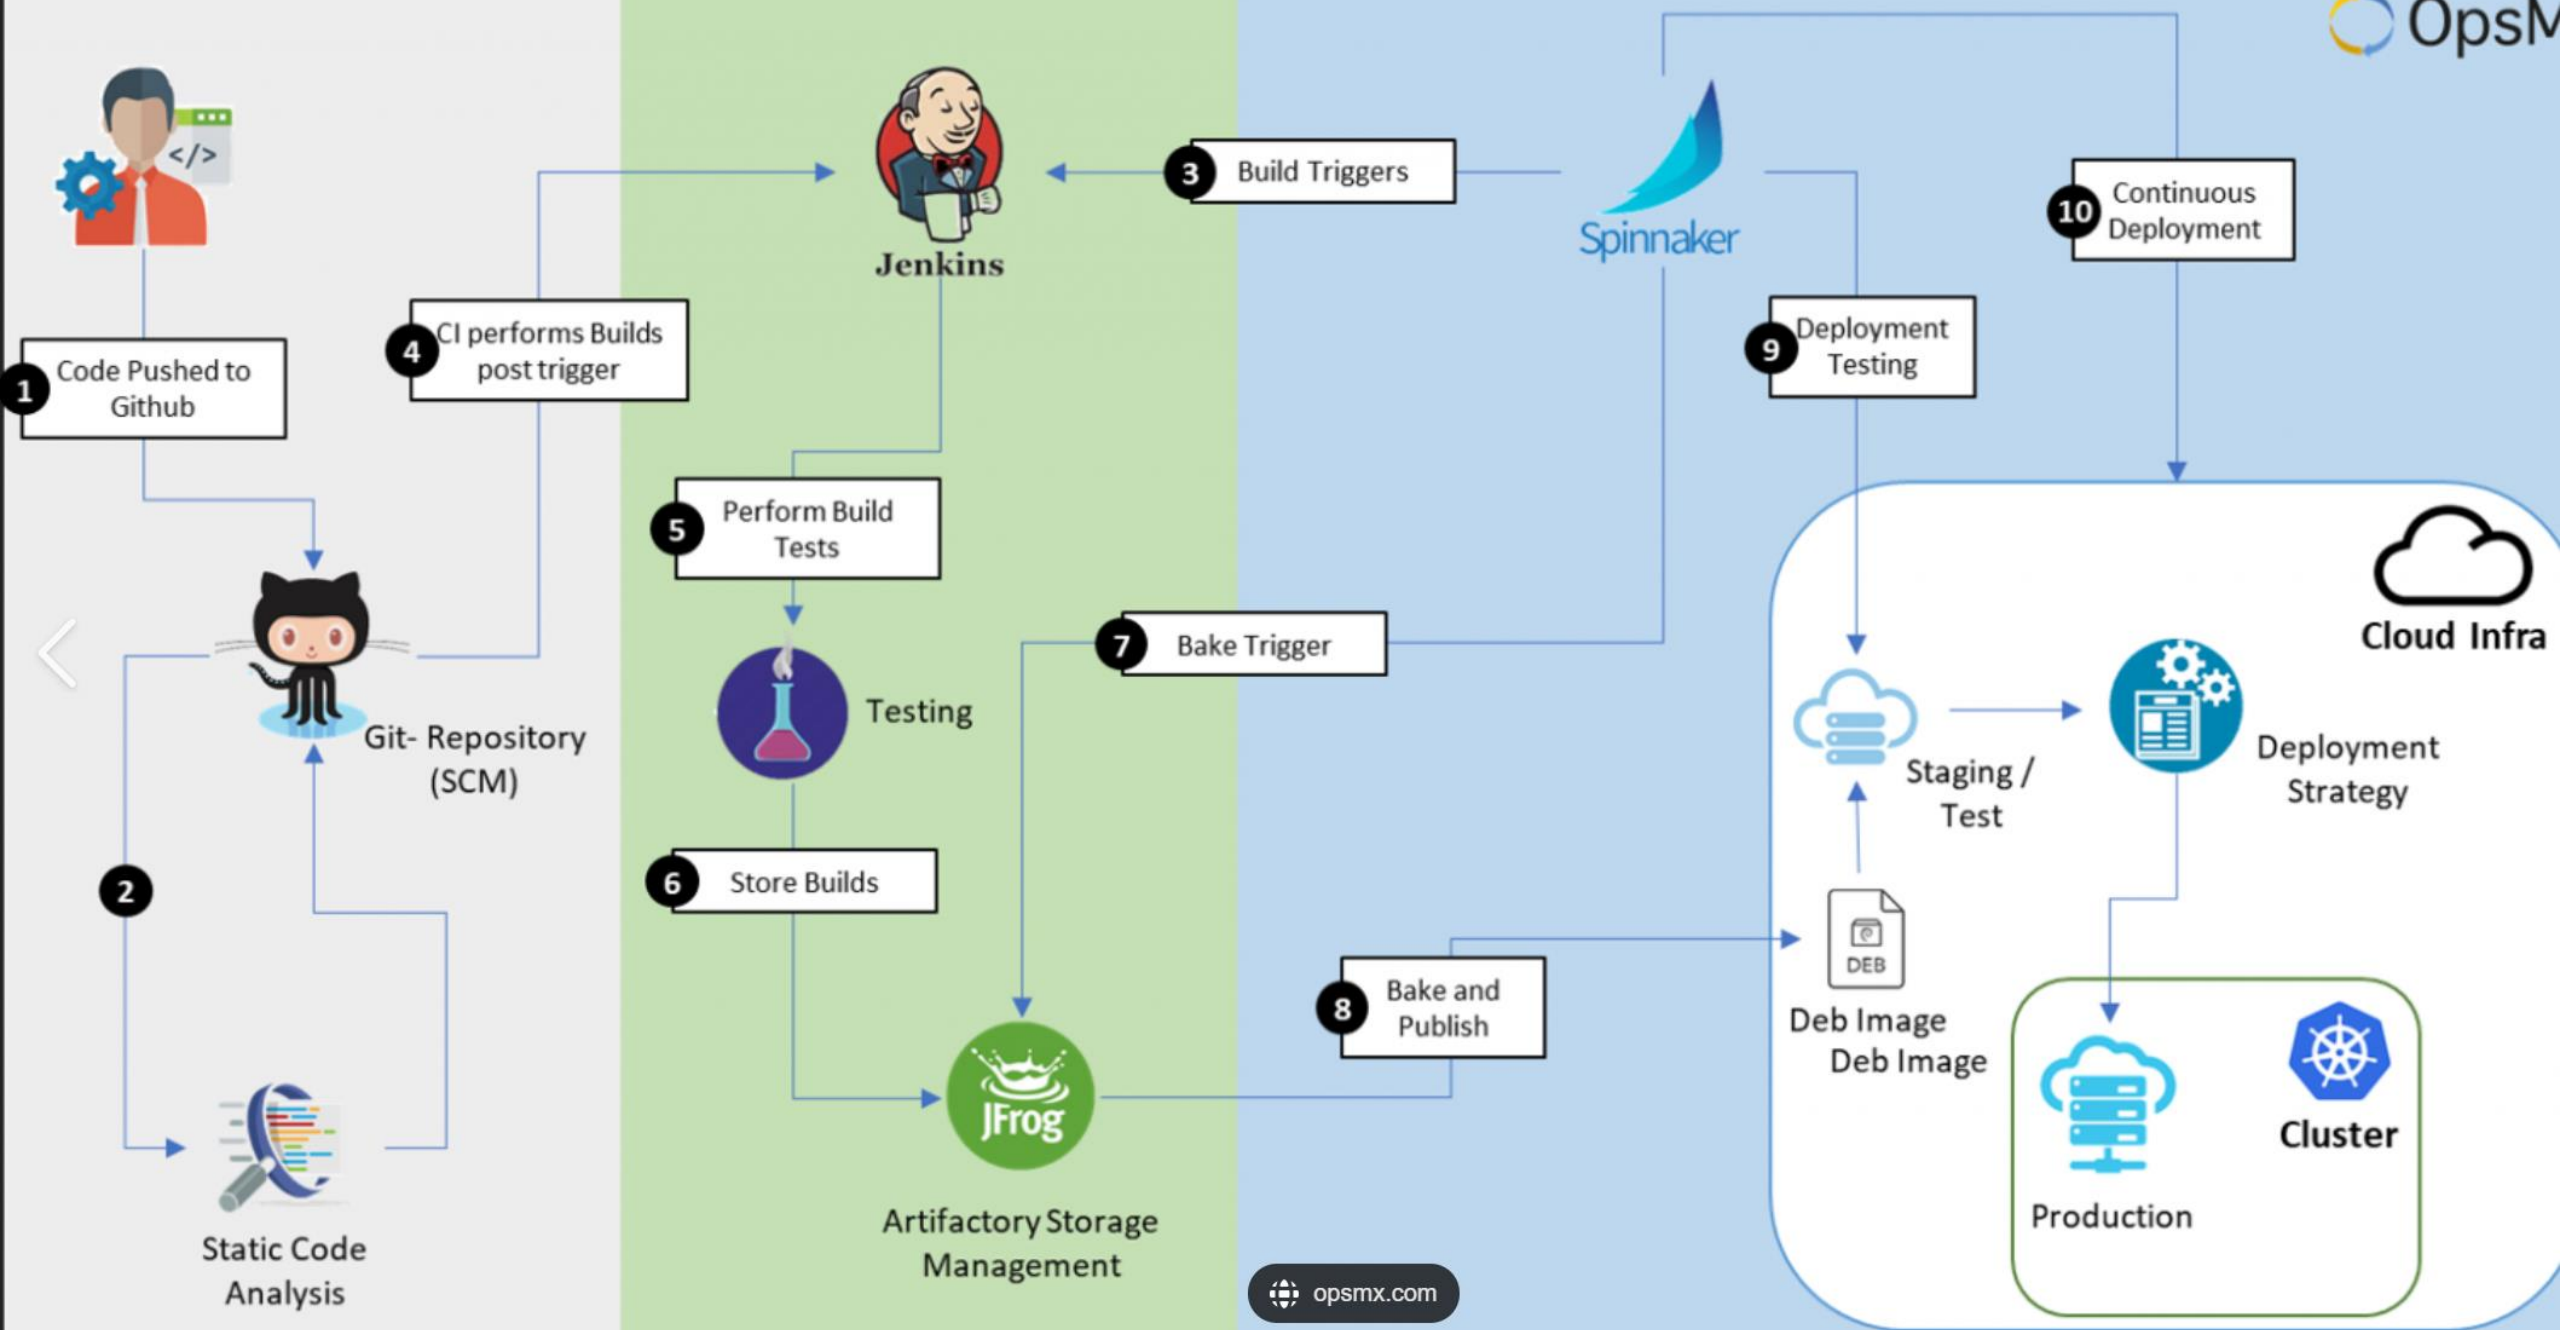 OpsM
</>
Jenkins
3
Build Triggers
Spinnaker
10
Continuous
Deployment
4
CI performs Builds
post trigger
9
Deployment
Testing
1
Code Pushed to
Github
5
Perform Build
Tests
7
Bake Trigger
Cloud Infra
Git- Repository
(SCM)
Testing
Staging /
Test
Deployment
Strategy
2
6
Store Builds
8
Bake and
Publish
DEB
Deb Image
Deb Image
JFrog
Cluster
Production
Static Code
Analysis
Artifactory Storage
Management
opsmx.com